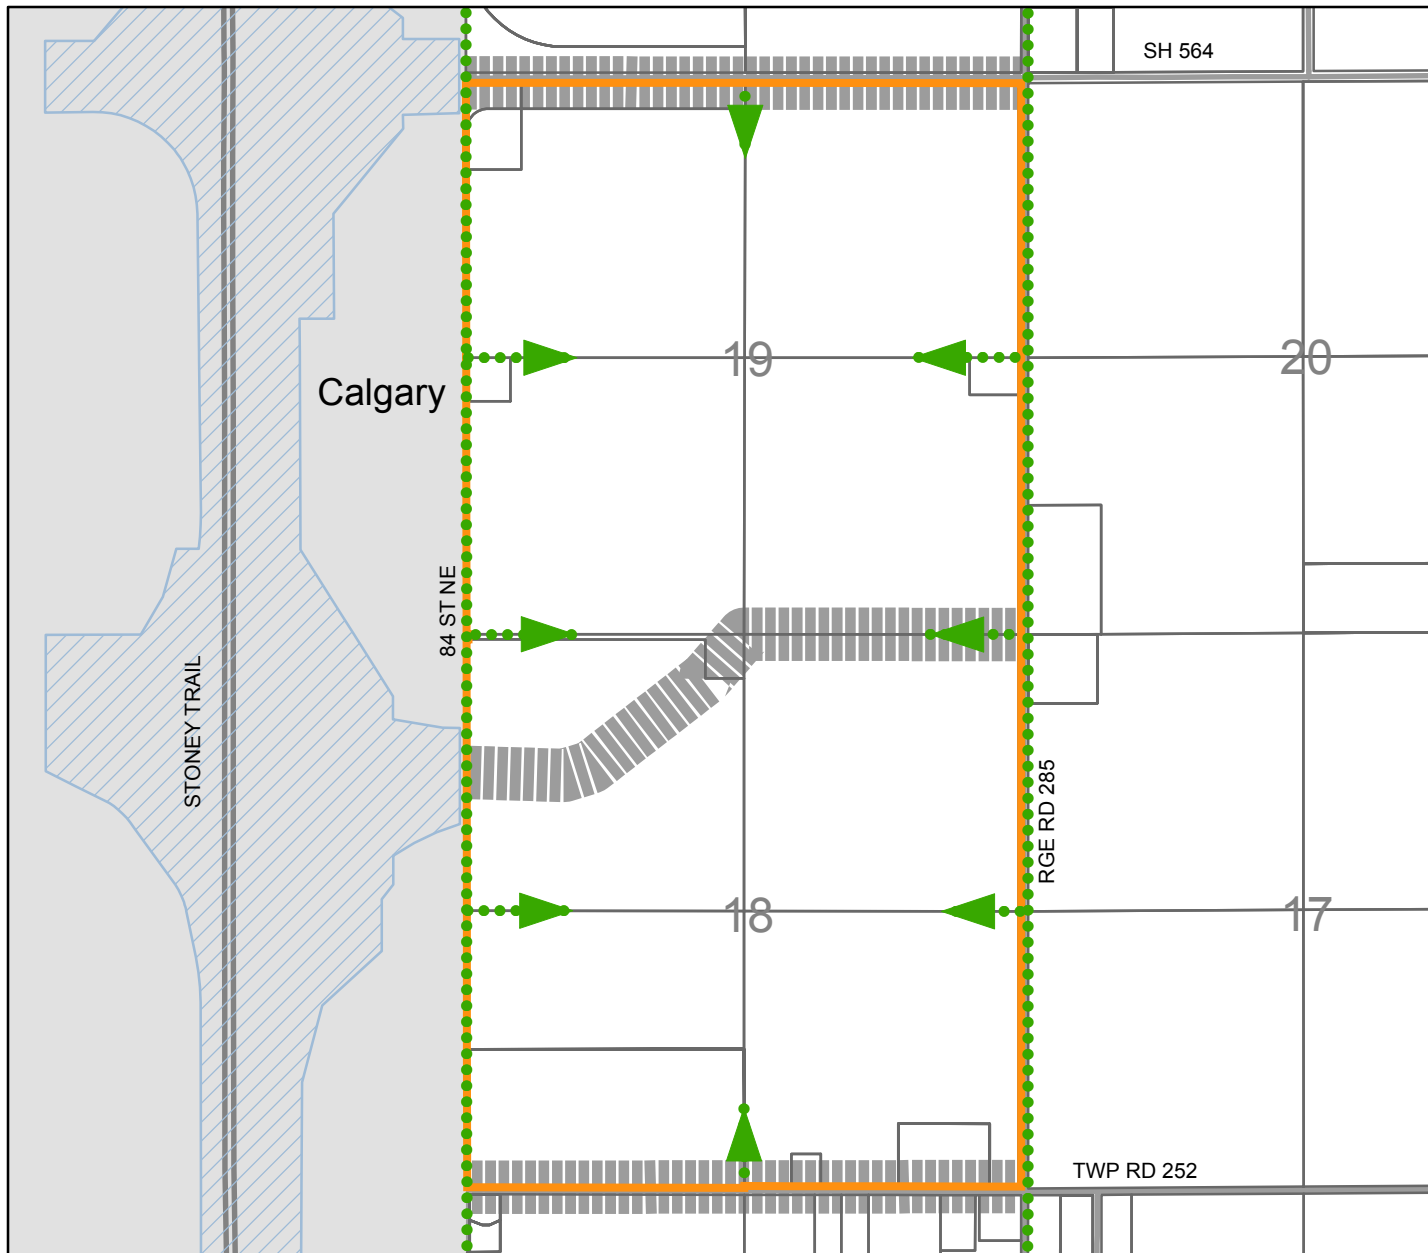 SH 564
19
20
Calgary
84 ST NE
STONEY TRAIL
RGE RD 285
18
17
TWP RD 252